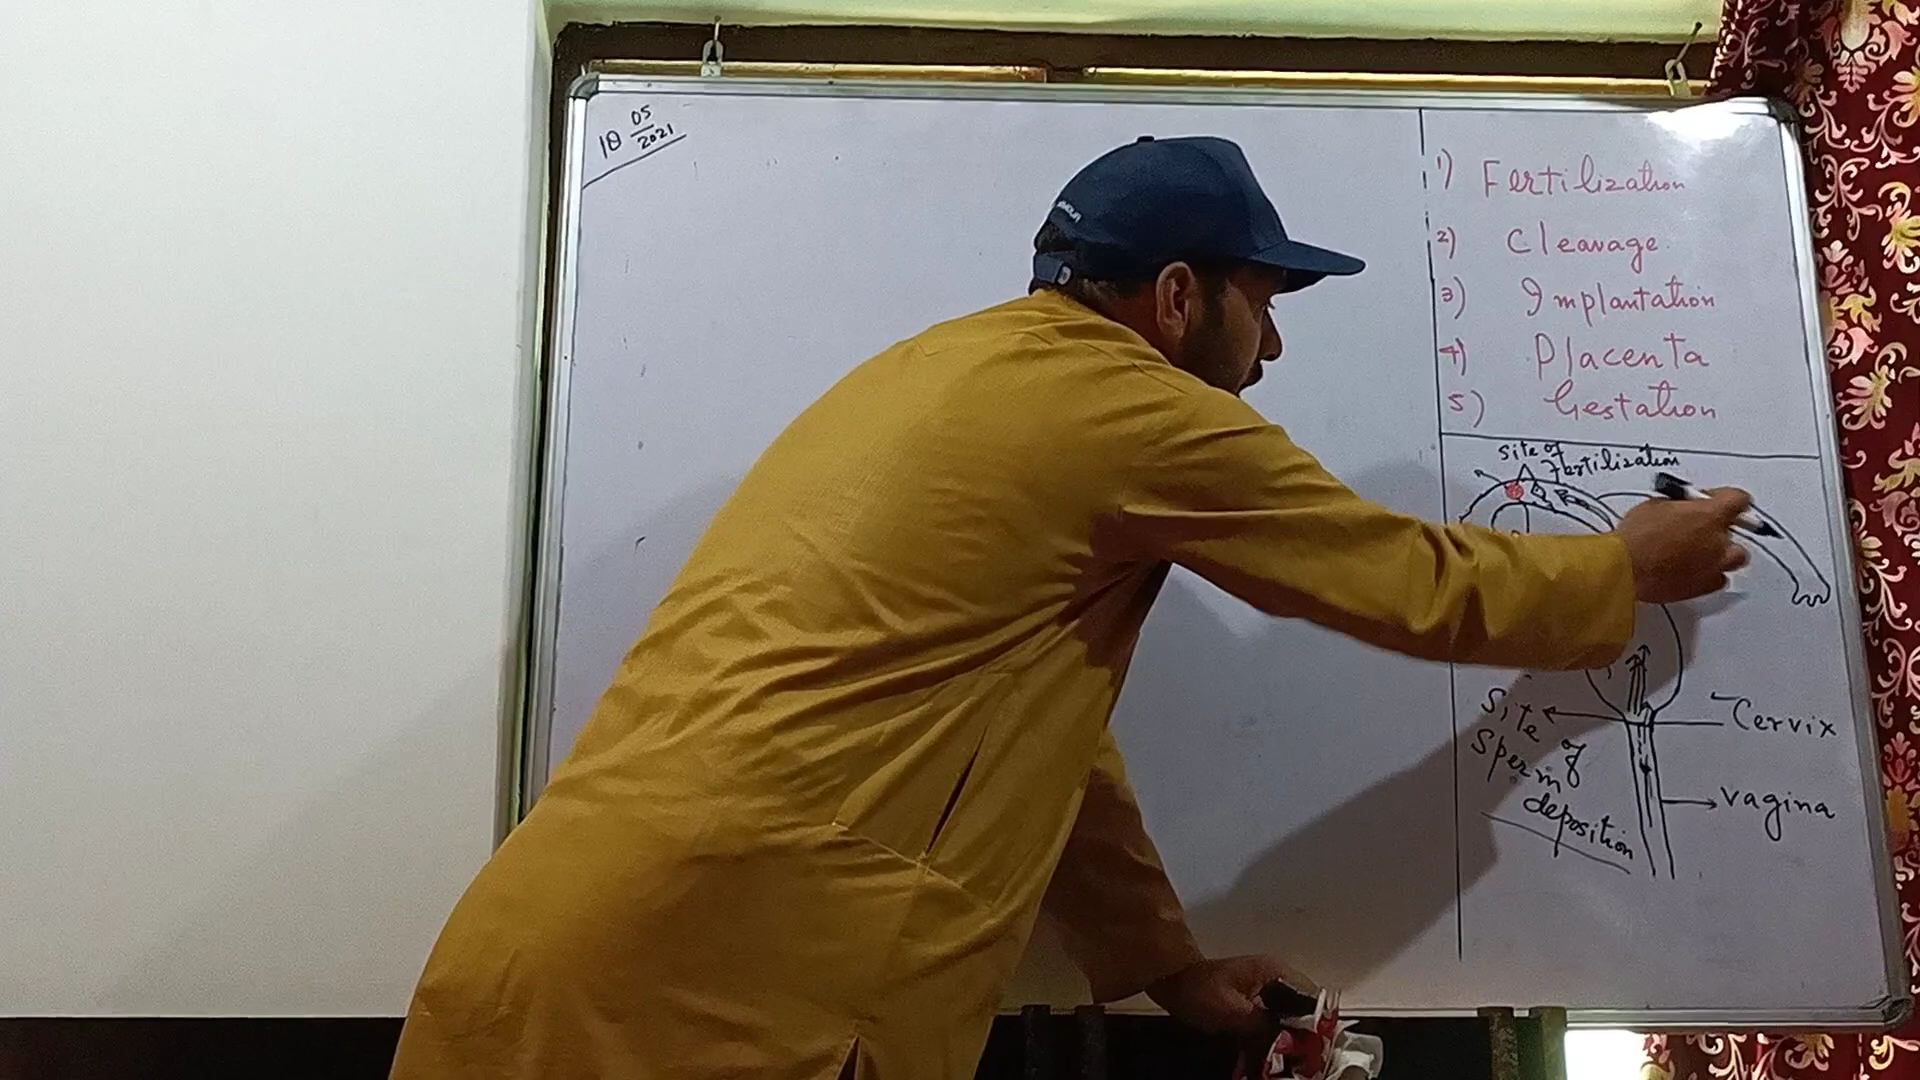 18 05
2021
1) Fertilization
2) Cleavage
3) Implantation
4) Placenta
5) Gestation
Site of
Fertilization
Site of
Sperm
deposition
Cervix
vagina